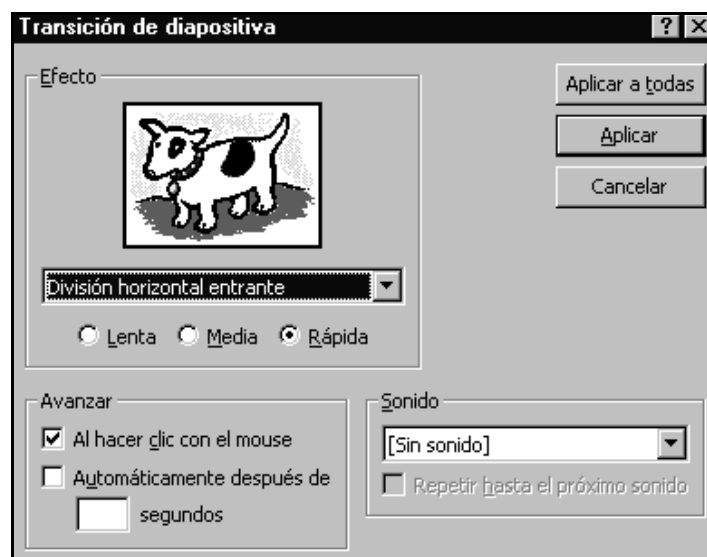 Transición de diapositiva
Efecto
Aplicar a todas
Aplicar
Cancelar
División horizontal entrante
Lenta Media Rápida
Avanzar
Al hacer clic con el mouse
Automáticamente después de
segundos
Sonido
[Sin sonido]
Repetir hasta el próximo sonido